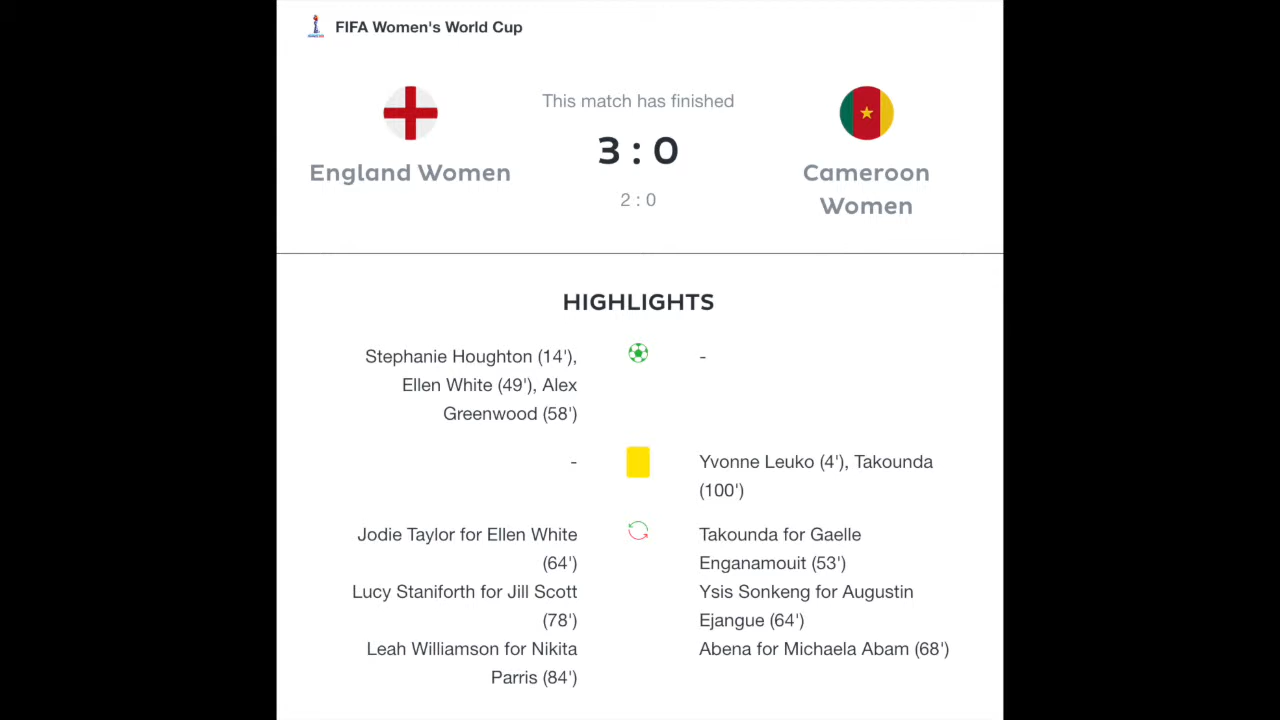 FIFA Women's World Cup
This match has finished
3 : 0
England Women
Cameroon
Women
2 : 0
HIGHLIGHTS
Stephanie Houghton (14'),
Ellen White (49'), Alex
Greenwood (58')
-
-
Yvonne Leuko (4'), Takounda
(100')
Jodie Taylor for Ellen White
(64')
Lucy Staniforth for Jill Scott
(78')
Leah Williamson for Nikita
Parris (84')
Takounda for Gaelle
Enganamouit (53')
Ysis Sonkeng for Augustin
Ejangue (64')
Abena for Michaela Abam (68')